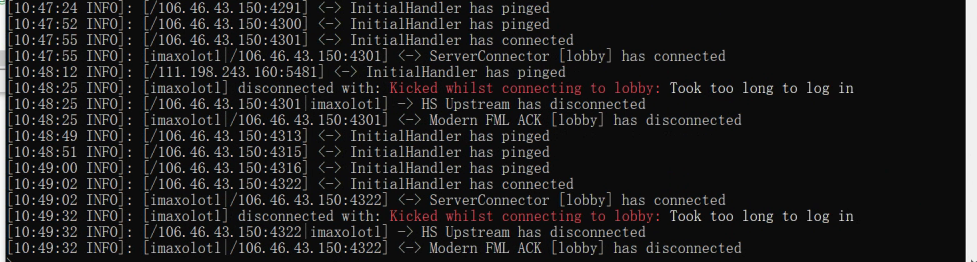 [10:47:24 INFO]: [/106.46.43.150:4291] <-> InitialHandler has pinged
[10:47:52 INFO]: [/106.46.43.150:4300] <-> InitialHandler has pinged
[10:47:55 INFO]: [/106.46.43.150:4301] <-> InitialHandler has connected
[10:47:55 INFO]: [imaxolotl|/106.46.43.150:4301] <-> ServerConnector [lobby] has connected
[10:48:12 INFO]: [/111.198.243.160:5481] <-> InitialHandler has pinged
[10:48:25 INFO]: [imaxolotl] disconnected with: Kicked whilst connecting to lobby: Took too long to log in
[10:48:25 INFO]: [/106.46.43.150:4301|imaxolotl] -> HS Upstream has disconnected
[10:48:25 INFO]: [imaxolotl|/106.46.43.150:4301] <-> Modern FML ACK [lobby] has disconnected
[10:48:49 INFO]: [/106.46.43.150:4313] <-> InitialHandler has pinged
[10:48:51 INFO]: [/106.46.43.150:4315] <-> InitialHandler has pinged
[10:49:00 INFO]: [/106.46.43.150:4316] <-> InitialHandler has pinged
[10:49:02 INFO]: [/106.46.43.150:4322] <-> InitialHandler has connected
[10:49:02 INFO]: [imaxolotl|/106.46.43.150:4322] <-> ServerConnector [lobby] has connected
[10:49:32 INFO]: [imaxolotl] disconnected with: Kicked whilst connecting to lobby: Took too long to log in
[10:49:32 INFO]: [/106.46.43.150:4322|imaxolotl] -> HS Upstream has disconnected
[10:49:32 INFO]: [imaxolotl|/106.46.43.150:4322] <-> Modern FML ACK [lobby] has disconnected